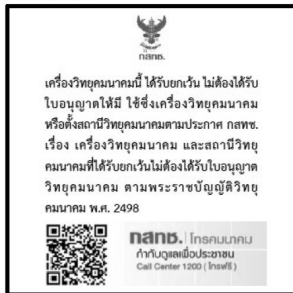 กสทช.
เครื่องวิทยุคมนาคมนี้ ได้รับยกเว้น ไม่ต้องได้รับ
ใบอนุญาตให้มี ใช้ซึ่งเครื่องวิทยุคมนาคม
หรือตั้งสถานีวิทยุคมนาคมตามประกาศ กสทช.
เรื่อง เครื่องวิทยุคมนาคม และสถานีวิทยุ
คมนาคมที่ได้รับยกเว้นไม่ต้องได้รับใบอนุญาต
วิทยุคมนาคม ตามพระราชบัญญัติวิทยุ
คมนาคม พ.ศ. 2498
กสทช. | โทรคมนาคม
กำกับดูแลเพื่อประชาชน
Call Center 1200 ( โทรฟรี )